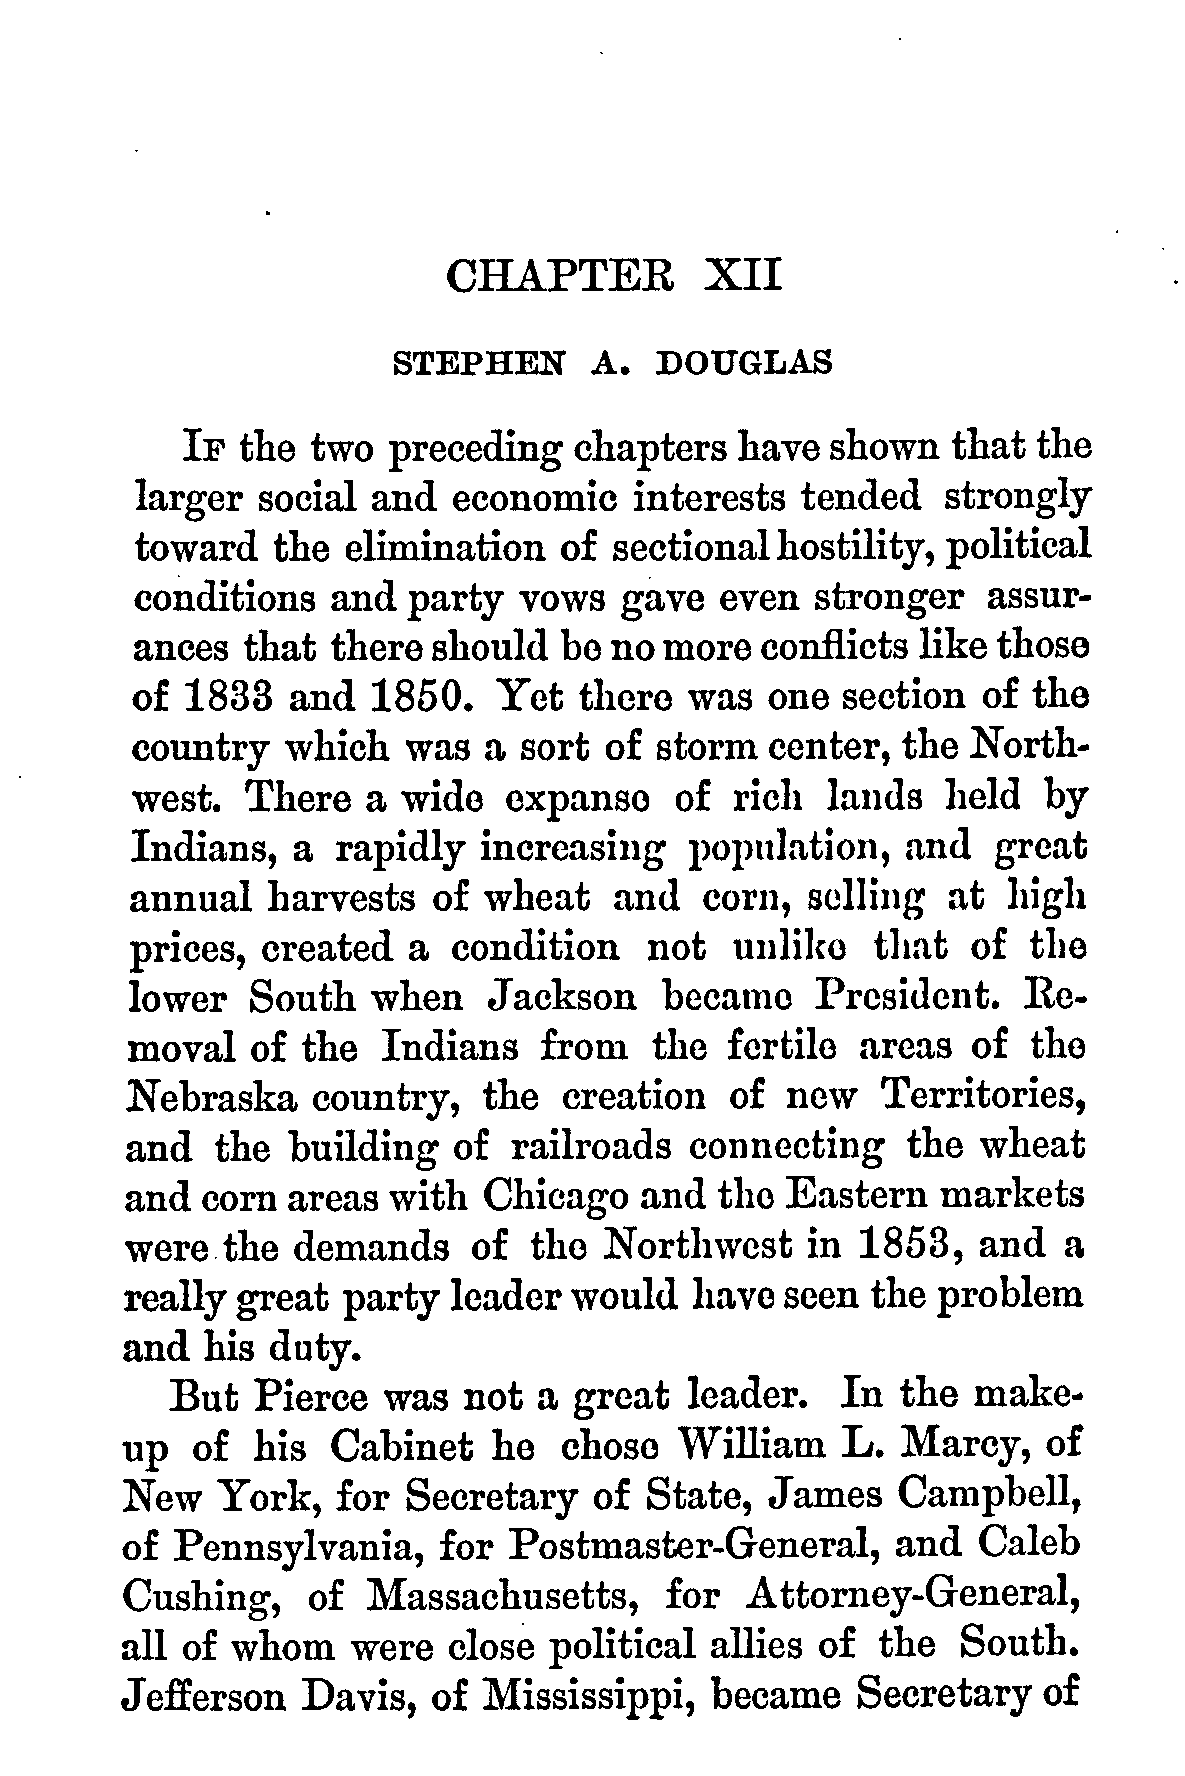 CHAPTER XII
STEPHEN A. DOUGLAS
IF the two preceding chapters have shown that the
larger social and economic interests tended strongly
toward the elimination of sectional hostility, political
conditions and party vows gave even stronger assur-
ances that there should be no more conflicts like those
of 1833 and 1850. Yet there was one section of the
country which was a sort of storm center, the North-
west. There a wide expanse of rich lands held by
Indians, a rapidly increasing population, and great
annual harvests of wheat and corn, selling at high
prices, created a condition not unlike that of the
lower South when Jackson became President. Re-
moval of the Indians from the fertile areas of the
Nebraska country, the creation of new Territories,
and the building of railroads connecting the wheat
and corn areas with Chicago and the Eastern markets
were the demands of the Northwest in 1853, and a
really great party leader would have seen the problem
and his duty.
But Pierce was not a great leader. In the make-
up of his Cabinet he chose William L. Marcy, of
New York, for Secretary of State, James Campbell,
of Pennsylvania, for Postmaster-General, and Caleb
Cushing, of Massachusetts, for Attorney-General,
all of whom were close political allies of the South.
Jefferson Davis, of Mississippi, became Secretary of